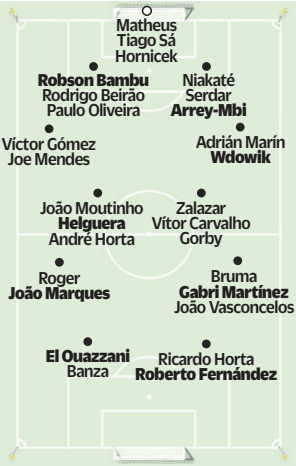 Matheus
Tiago Sá
Hornicek
Robson Bambu
Rodrigo Beirão
Paulo Oliveira
Niakaté
Serdar
Arrey-Mbi
Víctor Gómez
Joe Mendes
Adrián Marín
Wdowik
João Moutinho
Helguera
André Horta
Zalazar
Vítor Carvalho
Gorby
Roger
João Marques
Bruma
Gabri Martínez
João Vasconcelos
El Ouazzani
Banza
Ricardo Horta
Roberto Fernández